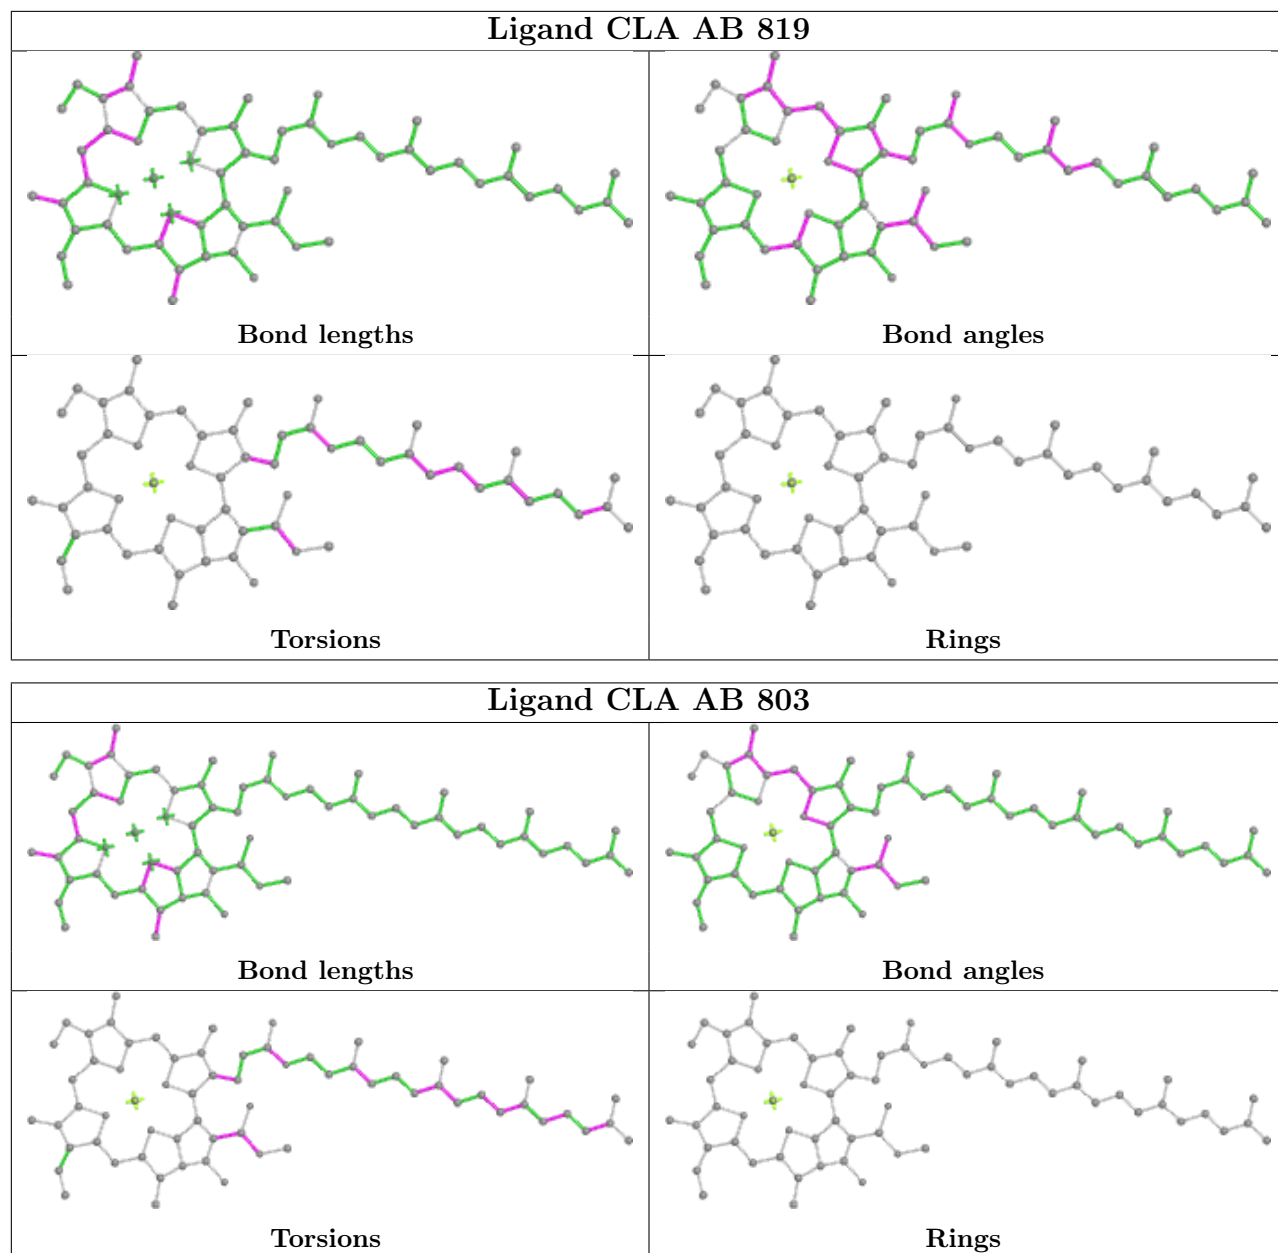 Ligand CLA AB 819
Bond lengths
Bond angles
Torsions
Rings
Ligand CLA AB 803
Bond lengths
Bond angles
Torsions
Rings